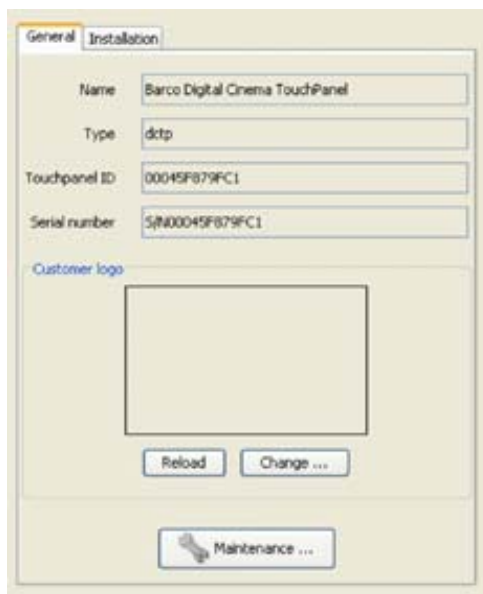 General Installation
Name Barco Digital Cinema TouchPanel
Type dctp
Touchpanel ID 00045F879FC1
Serial number S/N00045F879FC1
Customer logo
Reload Change ...
Maintenance ...